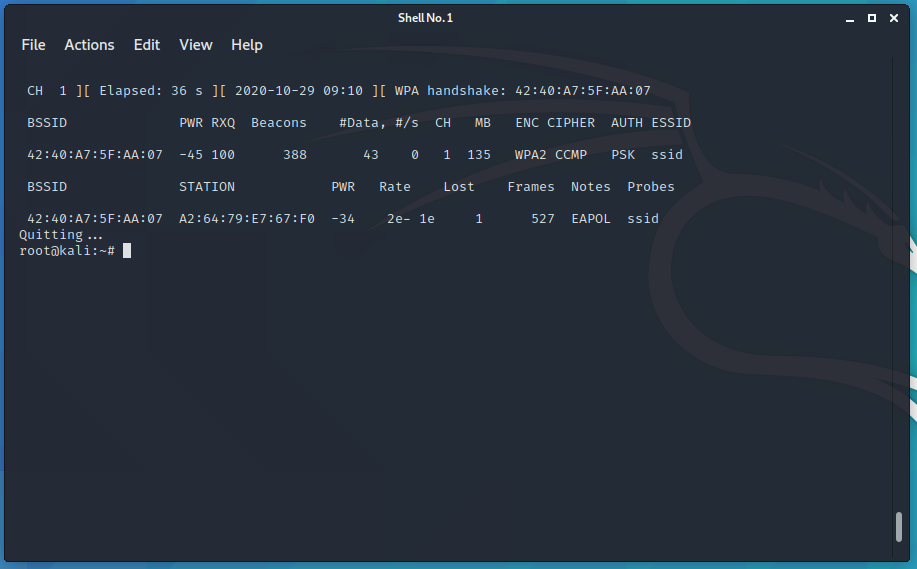 Shell No. 1
File Actions Edit View Help
CH 1 ][ Elapsed: 36 s ][ 2020-10-29 09:10 ][ WPA handshake: 42:40:A7:5F:AA:07
BSSID PWR RXQ Beacons #Data, #/s CH MB ENC CIPHER AUTH ESSID
42:40:A7:5F:AA:07 -45 100 388 43 0 1 135 WPA2 CCMP PSK ssid
BSSID STATION PWR Rate Lost Frames Notes Probes
42:40:A7:5F:AA:07 A2:64:79:E7:67:F0 -34 2e- 1e 1 527 EAPOL ssid
Quitting...
root@kali:~#